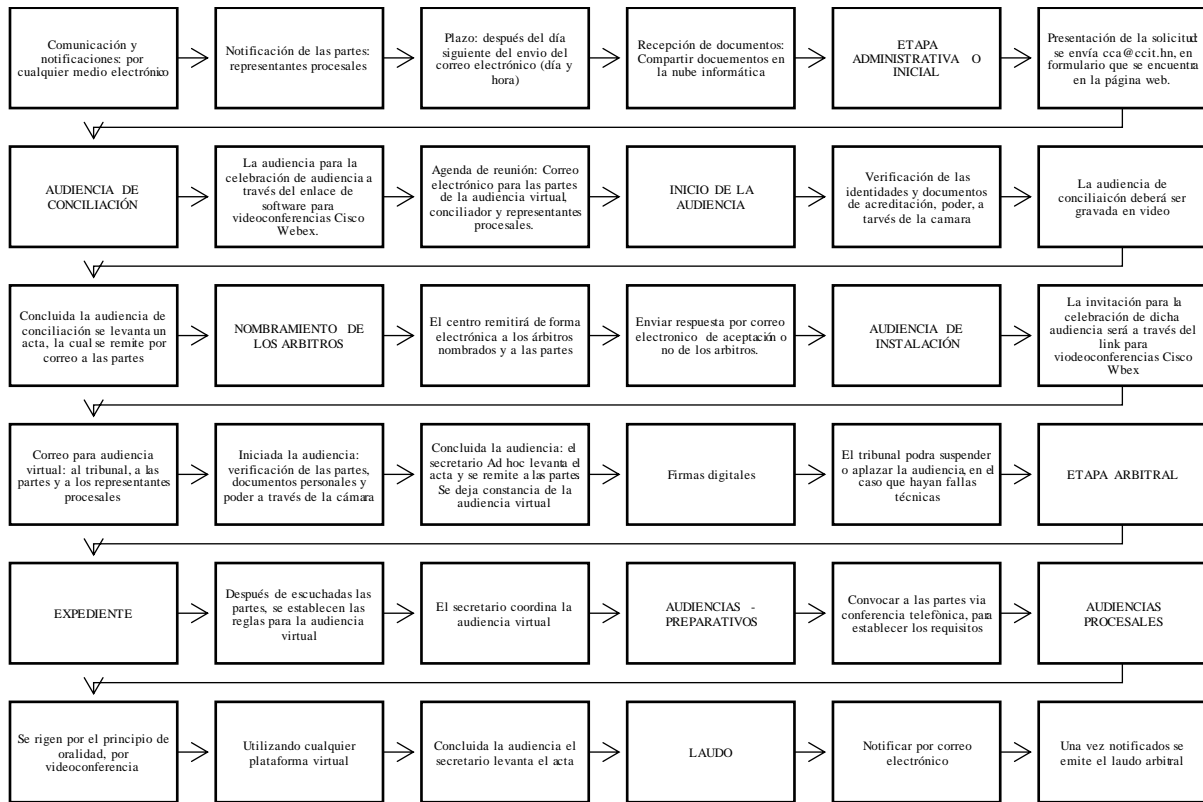 Comunicación y
notificaciones: por
cualquier medio electrónico
Notificación de las partes:
representantes procesales
Plazo: después del día
siguiente del envio del
correo electrónico (día y
hora)
Recepción de documentos:
Compartir docuementos en
la nube informática
ETAPA
ADMINISTRATIVA O
INICIAL
Presentación de la solicitud
se envía cca@ccit.hn, en
formulario que se encuentra
en la página web.
AUDIENCIA DE
CONCILIACIÓN
La audiencia para la
celebración de audiencia a
través del enlace de
software para
videoconferencias Cisco
Webex.
Agenda de reunión: Correo
electrónico para las partes
de la audiencia virtual,
conciliador y representantes
procesales.
INICIO DE LA
AUDIENCIA
Verificación de las
identidades y documentos
de acreditación, poder, a
tarvés de la camara
La audiencia de
conciliaicón deberá ser
gravada en video
Concluida la audiencia de
conciliación se levanta un
acta, la cual se remite por
correo a las partes
NOMBRAMIENTO DE
LOS ARBITROS
El centro remitirá de forma
electrónica a los árbitros
nombrados y a las partes
Enviar respuesta por correo
electronico de aceptación o
no de los arbitros.
AUDIENCIA DE
INSTALACIÓN
La invitación para la
celebración de dicha
audiencia será a través del
link para
viodeoconferencias Cisco
Wbex
Correo para audiencia
virtual: al tribunal, a las
partes y a los representantes
procesales
Iniciada la audiencia:
verificación de las partes,
documentos personales y
poder a través de la cámara
Concluida la audiencia: el
secretario Ad hoc levanta el
acta y se remite a las partes
Se deja constancia de la
audiencia virtual
Firmas digitales
El tribunal podra suspender
o aplazar la audiencia, en el
caso que hayan fallas
técnicas
ETAPA ARBITRAL
EXPEDIENTE
Después de escuchadas las
partes, se establecen las
reglas para la audiencia
virtual
El secretario coordina la
audiencia virtual
AUDIENCIAS -
PREPARATIVOS
Convocar a las partes via
conferencia telefònica, para
establecer los requisitos
AUDIENCIAS
PROCESALES
Se rigen por el principio de
oralidad, por
videoconferencia
Utilizando cualquier
plataforma virtual
Concluida la audiencia el
secretario levanta el acta
LAUDO
Notificar por correo
electrónico
Una vez notificados se
emite el laudo arbitral